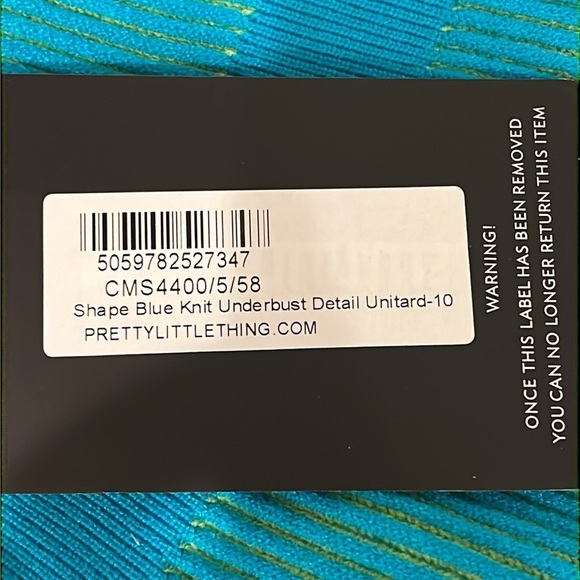 5059782527347
CMS4400/5/58
Shape Blue Knit Underbust Detail Unitard-10
PRETTYLITTLETHING.COM
WARNING!
ONCE THIS LABEL HAS BEEN REMOVED
YOU CAN NO LONGER RETURN THIS ITEM